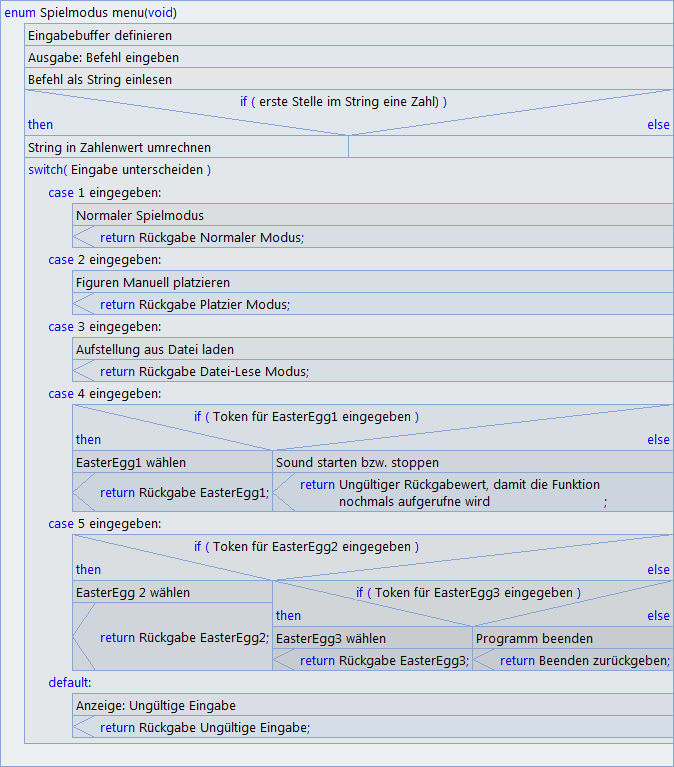 enum Spielmodus menu(void)
Eingabebuffer definieren
Ausgabe: Befehl eingeben
Befehl als String einlesen
if ( erste Stelle im String eine Zahl) )
then else
String in Zahlenwert umrechnen
switch( Eingabe unterscheiden )
case 1 eingegeben:
Normaler Spielmodus
return Rückgabe Normaler Modus;
case 2 eingegeben:
Figuren Manuell platzieren
return Rückgabe Platzier Modus;
case 3 eingegeben:
Aufstellung aus Datei laden
return Rückgabe Datei-Lese Modus;
case 4 eingegeben:
if ( Token für EasterEgg1 eingegeben )
then else
EasterEgg1 wählen
return Rückgabe EasterEgg1;
Sound starten bzw. stoppen
return Ungültiger Rückgabewert, damit die Funktion
nochmals aufgerufne wird ;
case 5 eingegeben:
if ( Token für EasterEgg2 eingegeben )
then else
EasterEgg 2 wählen
return Rückgabe EasterEgg2;
if ( Token für EasterEgg3 eingegeben )
then else
EasterEgg3 wählen
return Rückgabe EasterEgg3;
Programm beenden
return Beenden zurückgeben;
default:
Anzeige: Ungültige Eingabe
return Rückgabe Ungültige Eingabe;